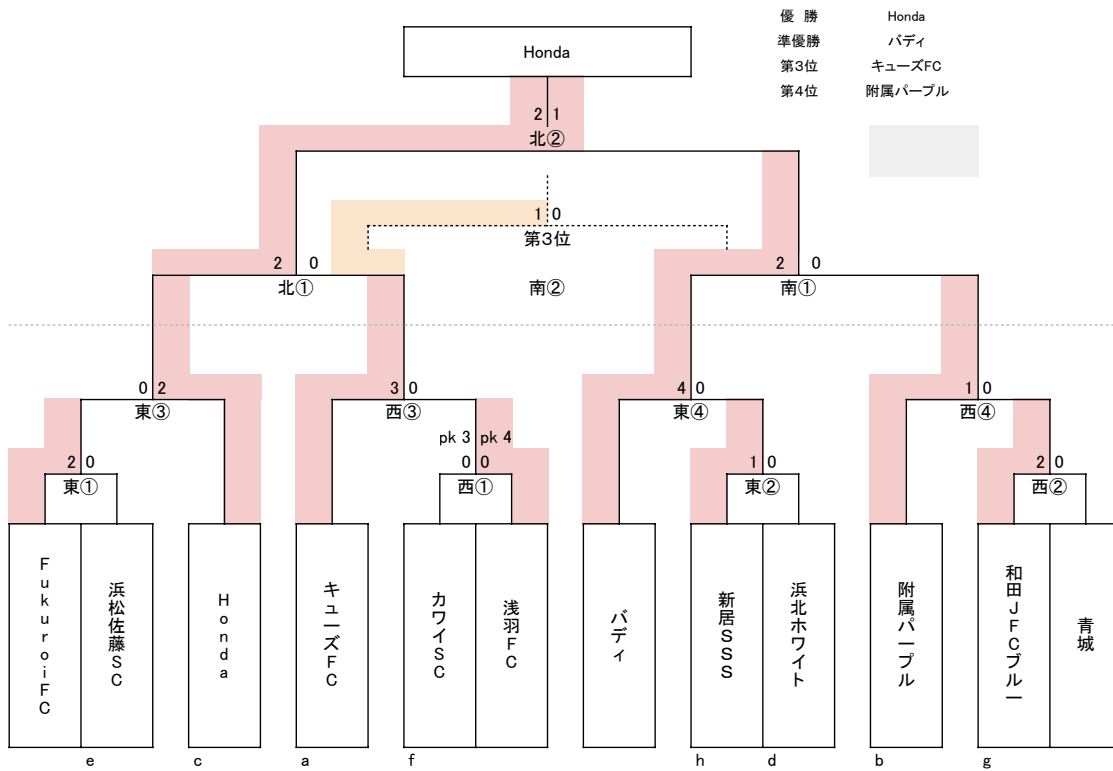 優 勝 Honda
準優勝 バディ
第3位 キューズFC
第4位 附属パープル
Honda
2 1
北②
1 0
第3位
2 0
北①
南②
2 0
南①
0 2
東③
3 0
西③
4 0
東④
1 0
西④
pk 3 pk 4
2 0
東①
0 0
西①
1 0
東②
2 0
西②
FukuroiFC
浜松佐藤SC
Honda
キューズFC
カワイSC
浅羽FC
バディ
新居SSS
浜北ホワイト
附属パープル
和田JFCブルー
青城
e c a f h d b g